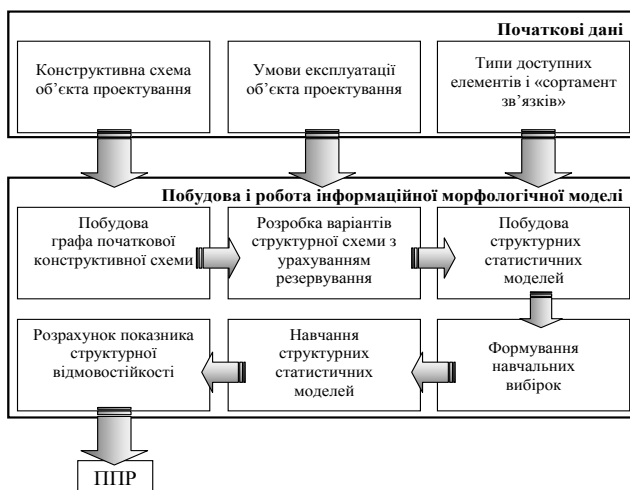 Початкові дані
Конструктивна схема
об’єкта проектування
Умови експлуатації
об’єкта проектування
Типи доступних
елементів і «сортамент
зв’язків»
Побудова і робота інформаційної морфологічної моделі
Побудова
графа початкової
конструктивної схеми
Розробка варіантів
структурної схеми з
урахуванням
резервування
Побудова
структурних
статистичних
моделей
Розрахунок показника
структурної
відмовостійкості
Навчання
структурних
статистичних
моделей
Формування
навчальних
вибірок
ППР